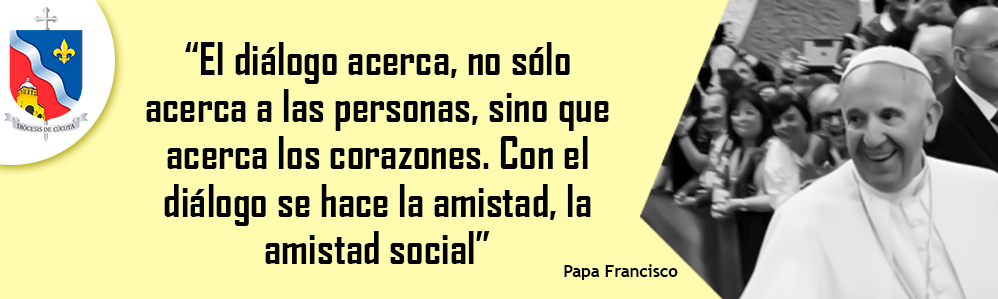 DIÓCESIS DE CÚCUTA
“El diálogo acerca, no sólo
acerca a las personas, sino que
acerca los corazones. Con el
diálogo se hace la amistad, la
amistad social”
Papa Francisco